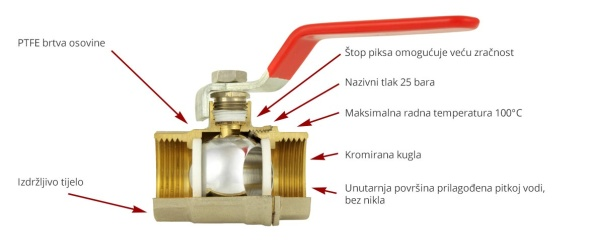 PTFE brtva osovine
Štop piksa omogućuje veću zračnost
Nazivni tlak 25 bara
Maksimalna radna temperatura 100°C
Kromirana kugla
Izdržljivo tijelo
Unutarnja površina prilagođena pitkoj vodi,
bez nikla